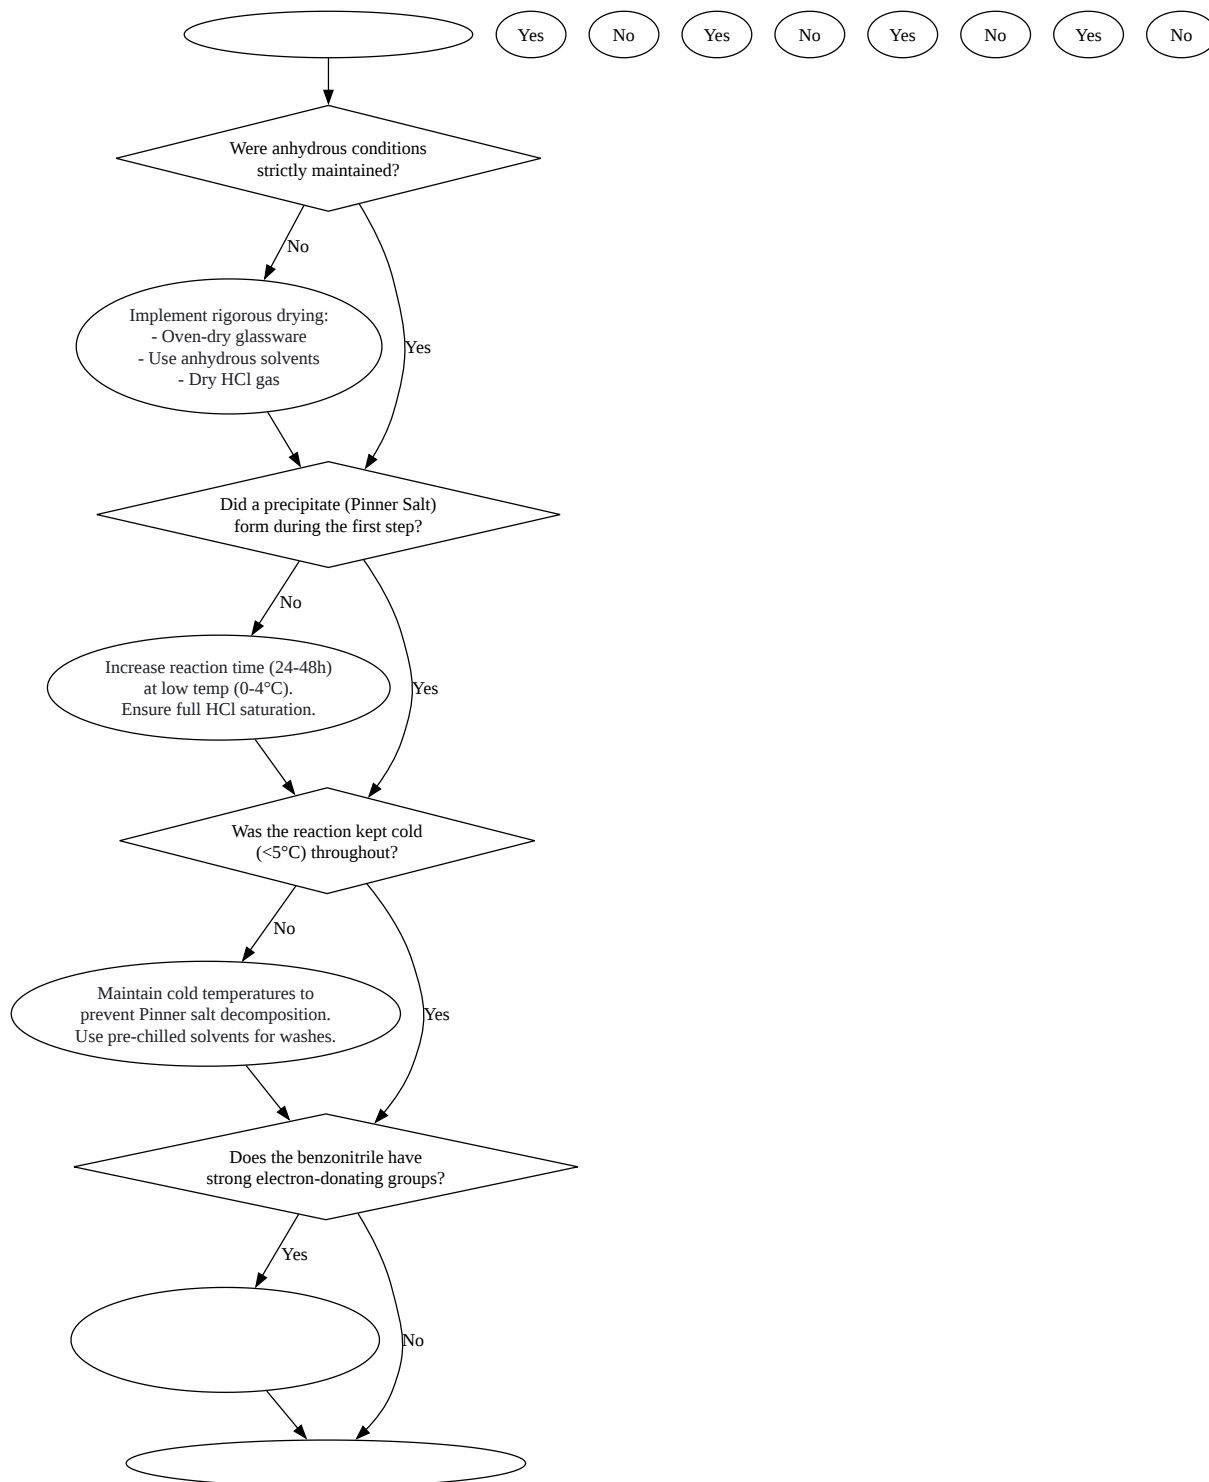 Yes
No
Yes
No
Yes
No
Yes
No
Were anhydrous conditions
strictly maintained?
No
Implement rigorous drying:
- Oven-dry glassware
- Use anhydrous solvents
- Dry HCl gas
Yes
Did a precipitate (Pinner Salt)
form during the first step?
No
Increase reaction time (24-48h)
at low temp (0-4°C).
Ensure full HCl saturation.
Yes
Was the reaction kept cold
(<5°C) throughout?
No
Maintain cold temperatures to
prevent Pinner salt decomposition.
Use pre-chilled solvents for washes.
Yes
Does the benzonitrile have
strong electron-donating groups?
Yes
No